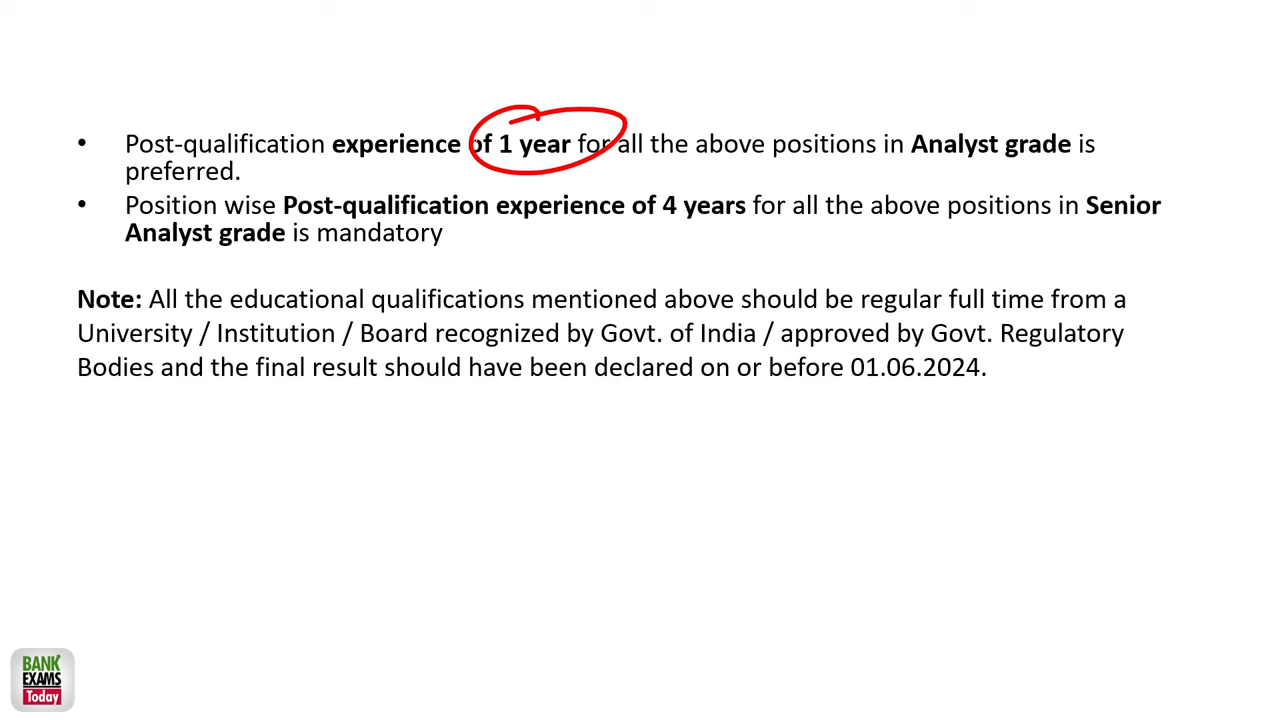 • Post-qualification experience of 1 year for all the above positions in Analyst grade is
preferred.
• Position wise Post-qualification experience of 4 years for all the above positions in Senior
Analyst grade is mandatory
Note: All the educational qualifications mentioned above should be regular full time from a
University / Institution / Board recognized by Govt. of India / approved by Govt. Regulatory
Bodies and the final result should have been declared on or before 01.06.2024.
BANK
EXAMS
Today